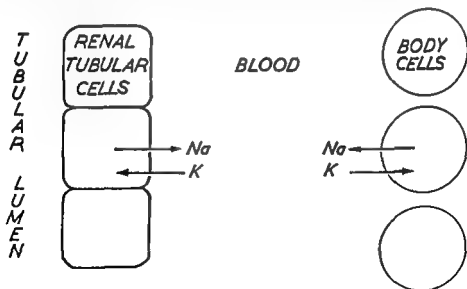 TUBULAR LUMEN
RENAL
TUBULAR
CELLS
BLOOD
BODY
CELLS
Na
K
Na
K